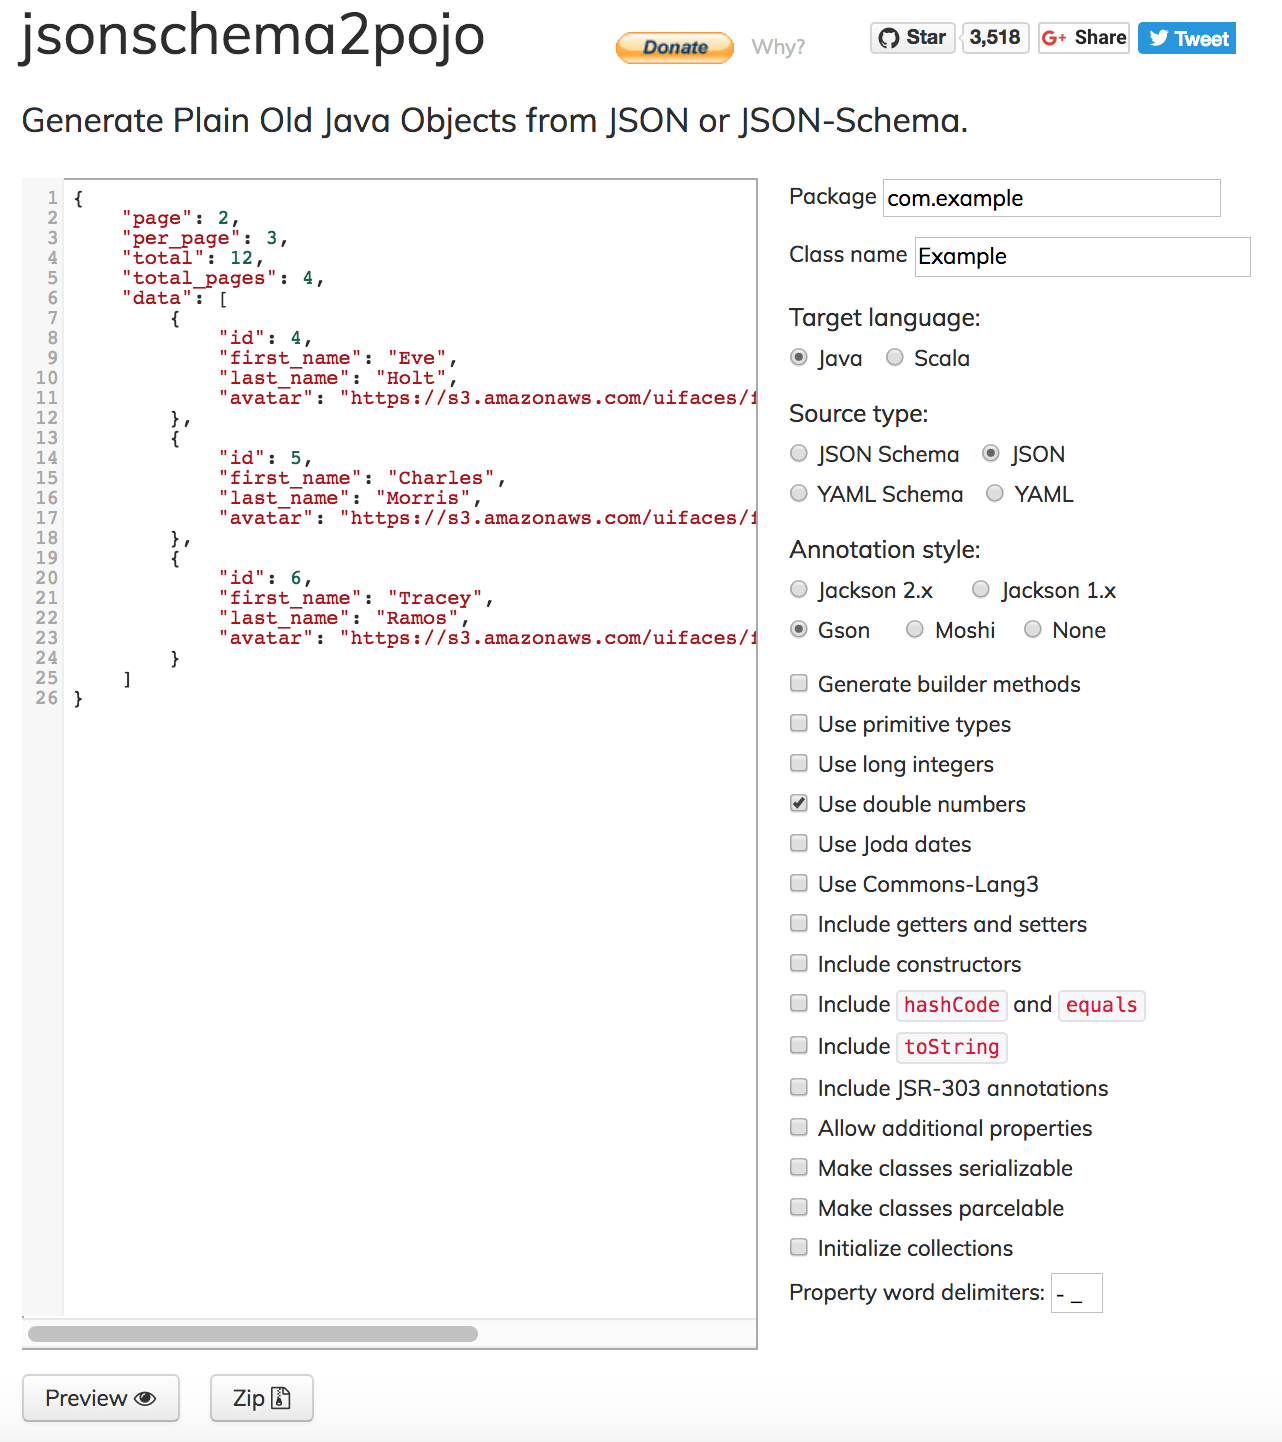 jsonschema2pojo
Donate Why? Star 3,518 G+ Share Tweet
Generate Plain Old Java Objects from JSON or JSON-Schema.
1 {
2 "page": 2,
3 "per_page": 3,
4 "total": 12,
5 "total_pages": 4,
6 "data": [
7 {
8 "id": 4,
9 "first_name": "Eve",
10 "last_name": "Holt",
11 "avatar": "https://s3.amazonaws.com/uifaces/f
12 },
13 {
14 "id": 5,
15 "first_name": "Charles",
16 "last_name": "Morris",
17 "avatar": "https://s3.amazonaws.com/uifaces/f
18 },
19 {
20 "id": 6,
21 "first_name": "Tracey",
22 "last_name": "Ramos",
23 "avatar": "https://s3.amazonaws.com/uifaces/f
24 }
25 ]
26 }
Package com.example
Class name Example
Target language:
Java Scala
Source type:
JSON Schema JSON
YAML Schema YAML
Annotation style:
Jackson 2.x Jackson 1.x
Gson Moshi None
Generate builder methods
Use primitive types
Use long integers
Use double numbers
Use Joda dates
Use Commons-Lang3
Include getters and setters
Include constructors
Include hashCode and equals
Include toString
Include JSR-303 annotations
Allow additional properties
Make classes serializable
Make classes parcelable
Initialize collections
Property word delimiters: - _
Preview Zip